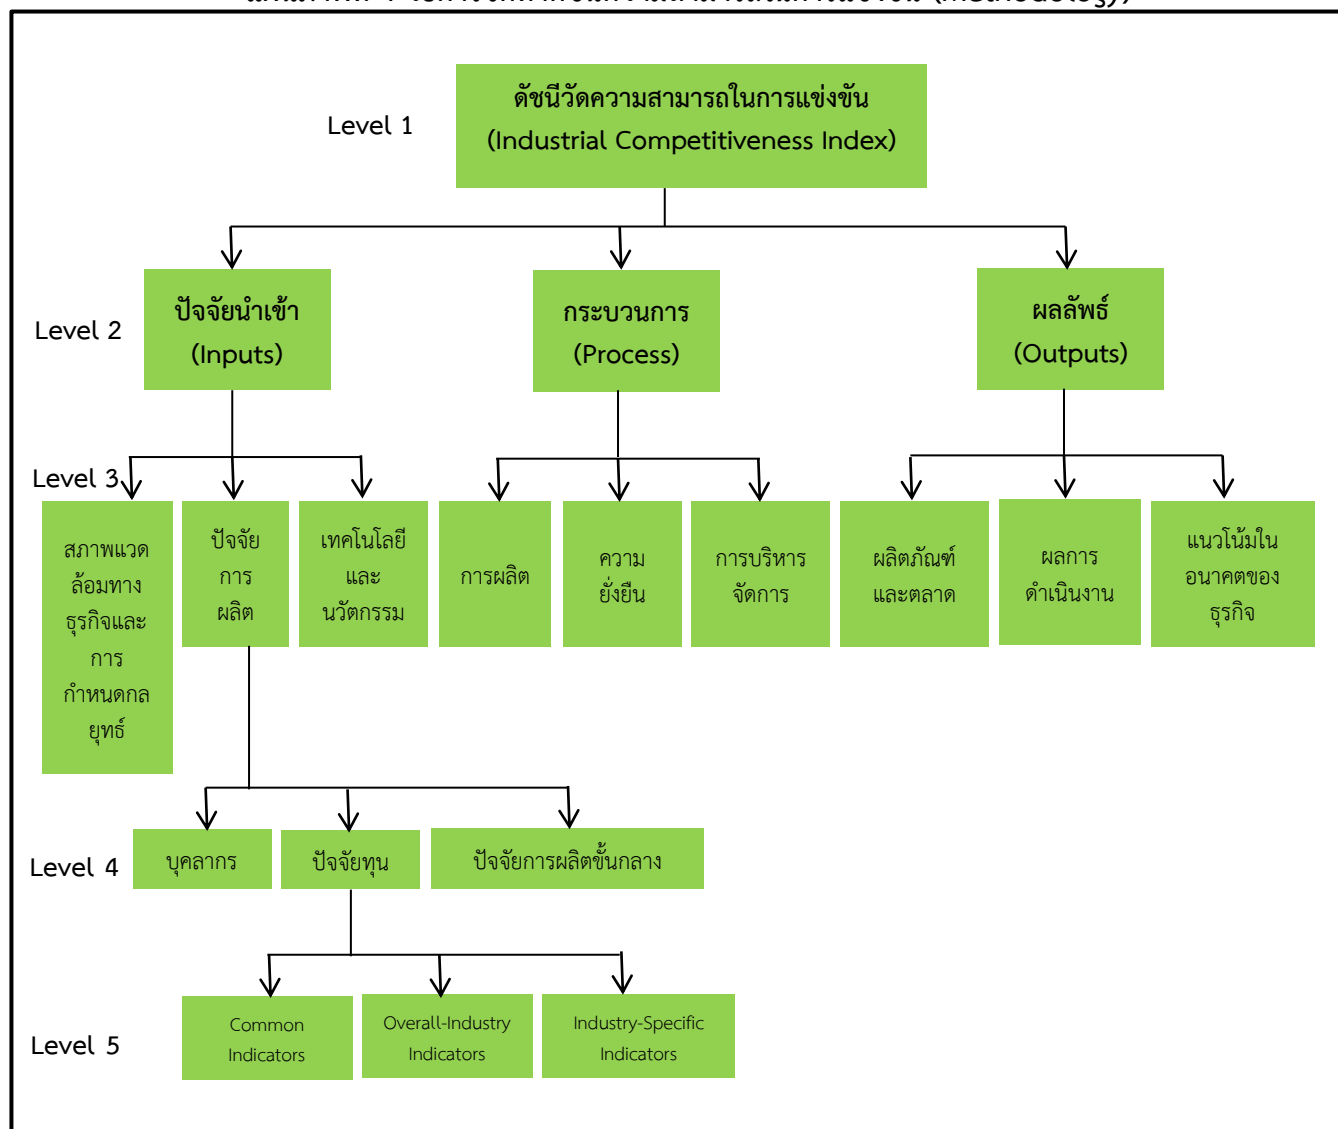 (methodology)
ดัชนีวัดความสามารถในการแข่งขัน
(Industrial Competitiveness Index)
Level 1
ปัจจัยนำเข้า
(Inputs)
กระบวนการ
(Process)
ผลลัพธ์
(Outputs)
Level 2
Level 3
สภาพแวด
ล้อมทาง
ธุรกิจและ
การ
กำหนดกล
ยุทธ์
ปัจจัย
การ
ผลิต
เทคโนโลยี
และ
นวัตกรรม
การผลิต
ความ
ยั่งยืน
การบริหาร
จัดการ
ผลิตภัณฑ์
และตลาด
ผลการ
ดำเนินงาน
แนวโน้มใน
อนาคตของ
ธุรกิจ
Level 4
บุคลากร
ปัจจัยทุน
ปัจจัยการผลิตขั้นกลาง
Level 5
Common
Indicators
Overall-Industry
Indicators
Industry-Specific
Indicators